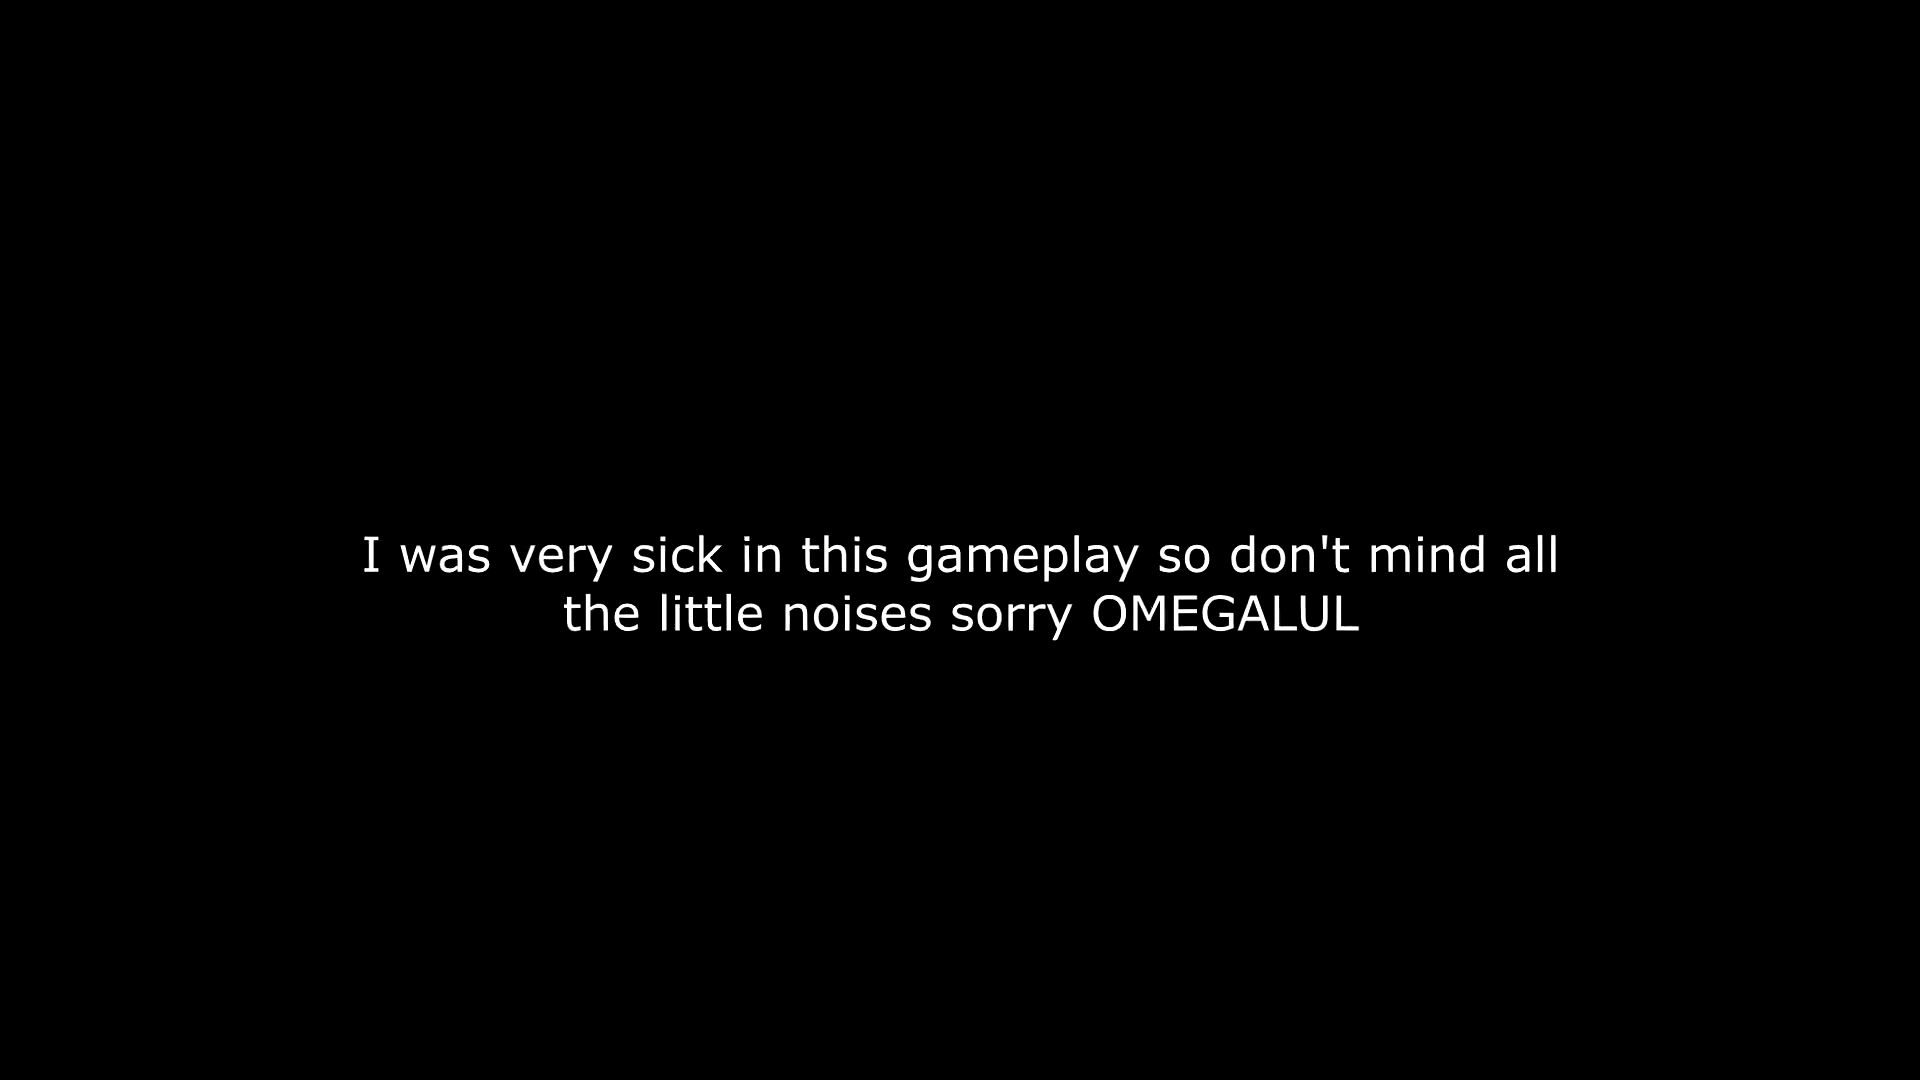 I was very sick in this gameplay so don't mind all
the little noises sorry OMEGALUL